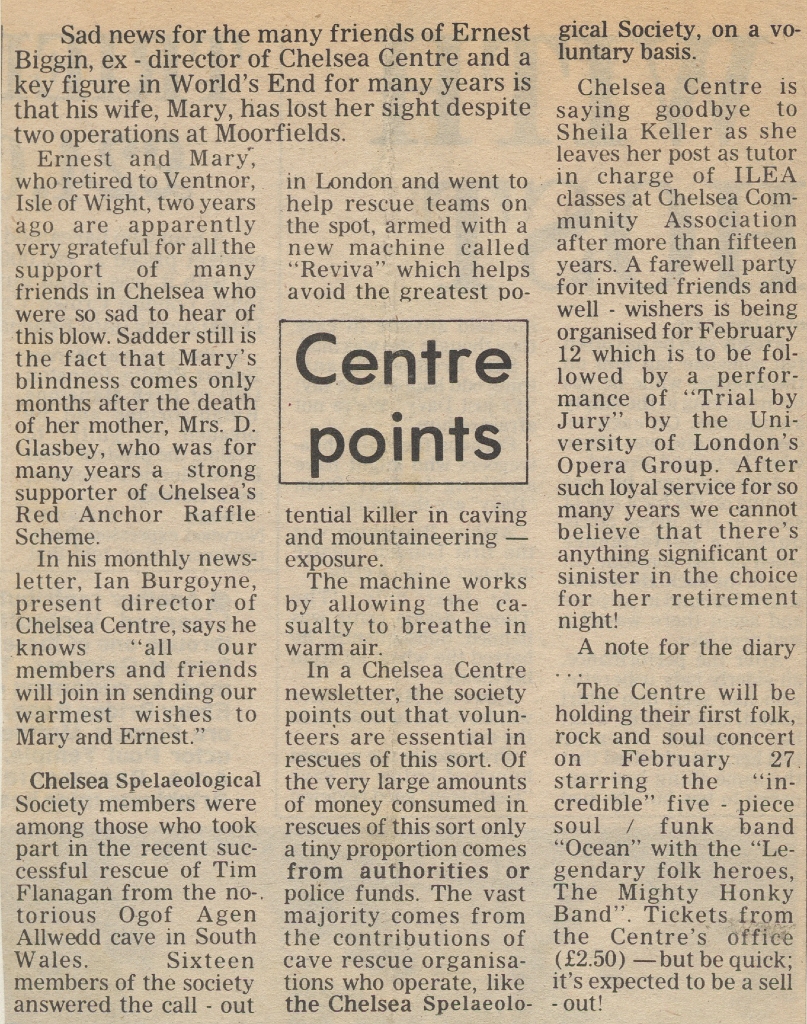 Sad news for the many friends of Ernest
Biggin, ex - director of Chelsea Centre and a
key figure in World's End for many years is
that his wife, Mary, has lost her sight despite
two operations at Moorfields.
Ernest and Mary,
who retired to Ventnor,
Isle of Wight, two years
ago are apparently
very grateful for all the
support of many
friends in Chelsea who
were so sad to hear of
this blow. Sadder still is
the fact that Mary's
blindness comes only
months after the death
of her mother, Mrs. D.
Glasbey, who was for
many years a strong
supporter of Chelsea's
Red Anchor Raffle
Scheme.
In his monthly news-
letter, Ian Burgoyne,
present director of
Chelsea Centre, says he
knows "all our
members and friends
will join in sending our
warmest wishes to
Mary and Ernest."
Chelsea Spelaeological
Society members were
among those who took
part in the recent suc-
cessful rescue of Tim
Flanagan from the no-
torious Ogof Agen
Allwedd cave in South
Wales. Sixteen
members of the society
answered the call - out
in London and went to
help rescue teams on
the spot, armed with a
new machine called
"Reviva" which helps
avoid the greatest po-
Centre
points
tential killer in caving
and mountaineering —
exposure.
The machine works
by allowing the ca-
sualty to breathe in
warm air.
In a Chelsea Centre
newsletter, the society
points out that volun-
teers are essential in
rescues of this sort. Of
the very large amounts
of money consumed in
rescues of this sort only
a tiny proportion comes
from authorities or
police funds. The vast
majority comes from
the contributions of
cave rescue organisa-
tions who operate, like
the Chelsea Spelaeolo-
gical Society, on a vo-
luntary basis.
Chelsea Centre is
saying goodbye to
Sheila Keller as she
leaves her post as tutor
in charge of ILEA
classes at Chelsea Com-
munity Association
after more than fifteen
years. A farewell party
for invited friends and
well - wishers is being
organised for February
12 which is to be fol-
lowed by a perfor-
mance of "Trial by
Jury" by the Uni-
versity of London's
Opera Group. After
such loyal service for so
many years we cannot
believe that there's
anything significant or
sinister in the choice
for her retirement
night!
A note for the diary
. . .
The Centre will be
holding their first folk,
rock and soul concert
on February 27
starring the "in-
credible" five - piece
soul / funk band
"Ocean" with the "Le-
gendary folk heroes,
The Mighty Honky
Band". Tickets from
the Centre's office
(£2.50) — but be quick;
it's expected to be a sell
- out!